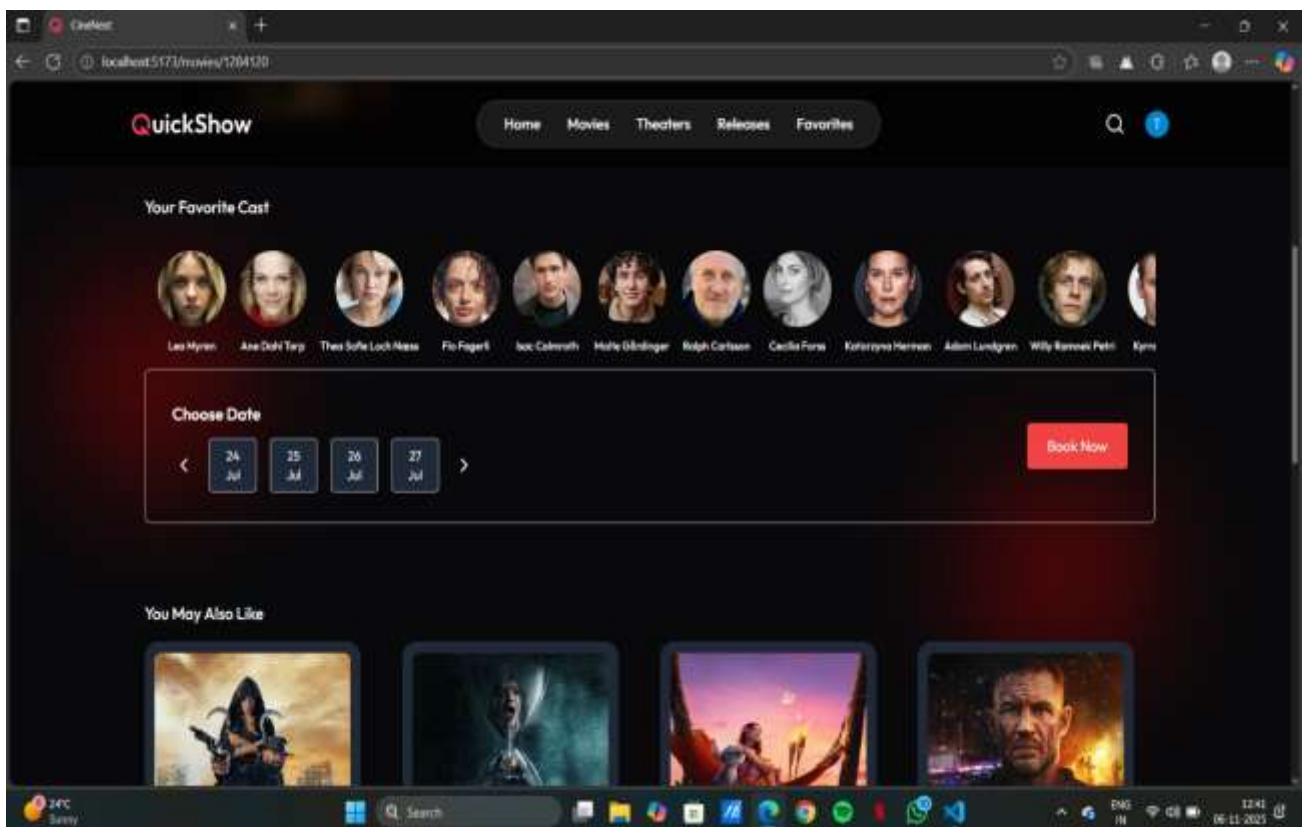 CineNest
localhost:5173/movies/1284120
QuickShow
Home Movies Theaters Releases Favorites
T
Your Favorite Cast
Lea Myren Ane Dahl Torp Thea Sofie Loch Næss Flo Fagerli Isac Calmroth Malte Gårdinger Ralph Carlsson Cecilia Forss Katarzyna Herman Adam Lundgren Willy Ramnek Petri
Choose Date
24 25 26 27
Jul Jul Jul Jul
Book Now
You May Also Like
24°C
Sunny
Search
ENG
IN
12:41
06-11-2025